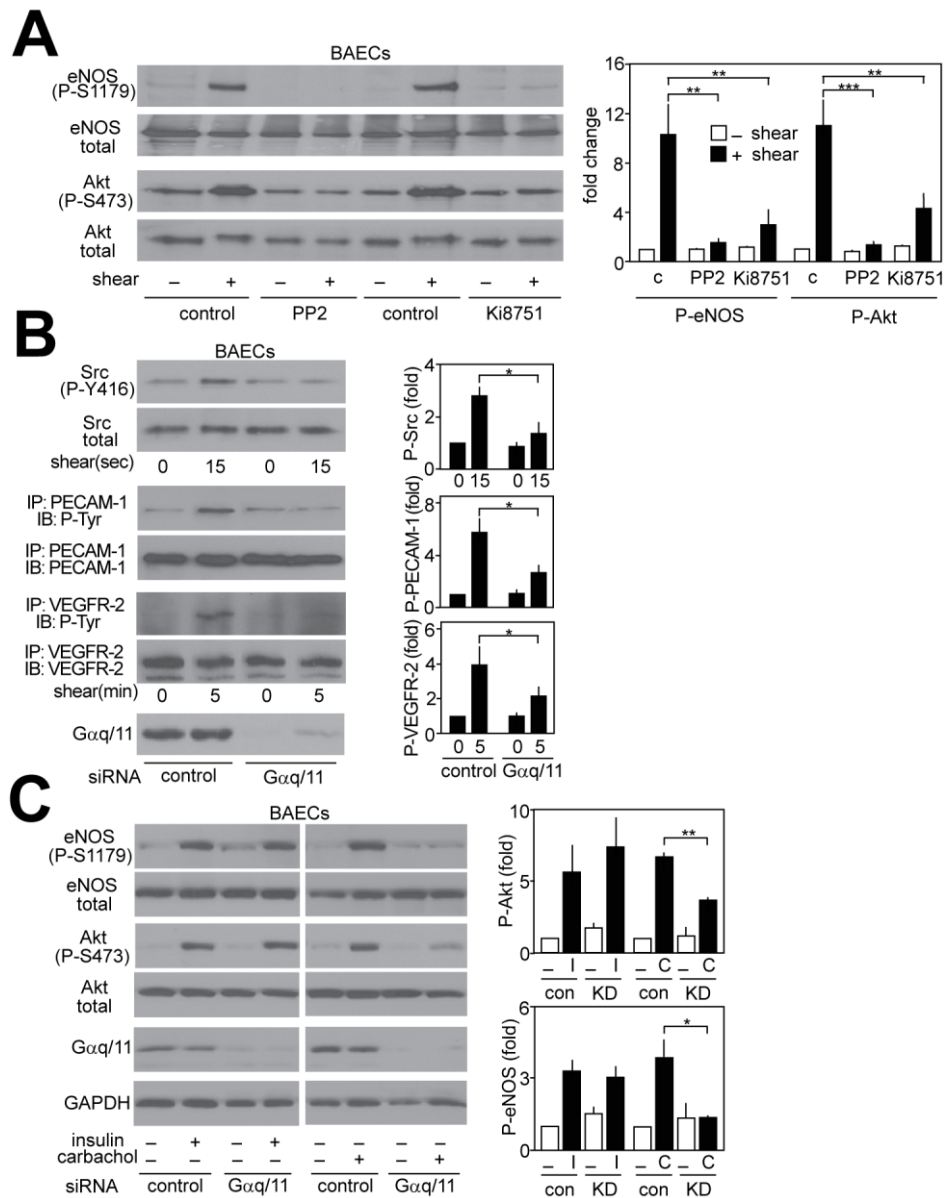 A
BAECs
eNOS
(P-S1179)
eNOS
total
Akt
(P-S473)
Akt
total
shear – + – + – + – +
control PP2 control Ki8751
16
12
8
4
0
fold change
** **
*** **
– shear
+ shear
c PP2 Ki8751 c PP2 Ki8751
P-eNOS P-Akt
B
BAECs
Src
(P-Y416)
Src
total
shear(sec) 0 15 0 15
IP: PECAM-1
IB: P-Tyr
IP: PECAM-1
IB: PECAM-1
IP: VEGFR-2
IB: P-Tyr
IP: VEGFR-2
IB: VEGFR-2
shear(min) 0 5 0 5
Gαq/11
siRNA control Gαq/11
P-Src (fold)
4
2
0
*
0 15 0 15
P-PECAM-1 (fold)
8
4
0
*
P-VEGFR-2 (fold)
6
4
2
0
*
0 5 0 5
control Gαq/11
C
BAECs
eNOS
(P-S1179)
eNOS
total
Akt
(P-S473)
Akt
total
Gαq/11
GAPDH
insulin – + – + – – – –
carbachol – – – – – + – +
siRNA control Gαq/11 control Gαq/11
P-Akt (fold)
10
5
0
**
– I – I – C – C
con KD con KD
P-eNOS (fold)
6
3
0
*
– I – I – C – C
con KD con KD